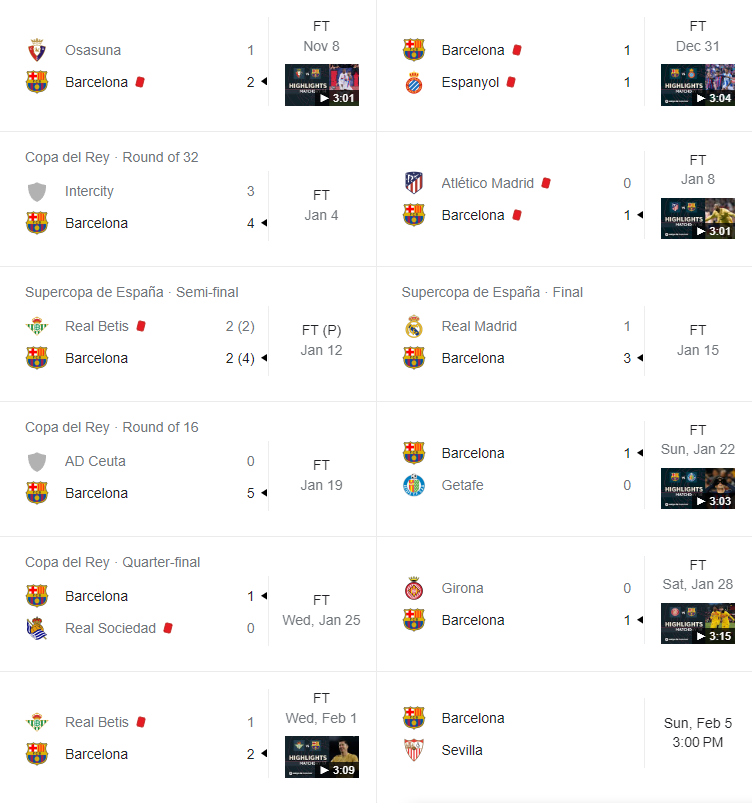 FT
Osasuna 1 Nov 8
Barcelona 2
HIGHLIGHTS
3:01
FT
Barcelona 1 Dec 31
Espanyol 1
HIGHLIGHTS
3:04
Copa del Rey · Round of 32
Intercity 3 FT
Barcelona 4 Jan 4
FT
Atlético Madrid 0 Jan 8
Barcelona 1
HIGHLIGHTS
3:01
Supercopa de España · Semi-final
Real Betis 2 (2) FT (P)
Barcelona 2 (4) Jan 12
Supercopa de España · Final
Real Madrid 1 FT
Barcelona 3 Jan 15
Copa del Rey · Round of 16
AD Ceuta 0 FT
Barcelona 5 Jan 19
FT
Barcelona 1 Sun, Jan 22
Getafe 0
HIGHLIGHTS
3:03
Copa del Rey · Quarter-final
Barcelona 1 FT
Real Sociedad 0 Wed, Jan 25
FT
Girona 0 Sat, Jan 28
Barcelona 1
HIGHLIGHTS
3:15
FT
Real Betis 1 Wed, Feb 1
Barcelona 2
HIGHLIGHTS
3:09
Barcelona Sun, Feb 5
Sevilla 3:00 PM